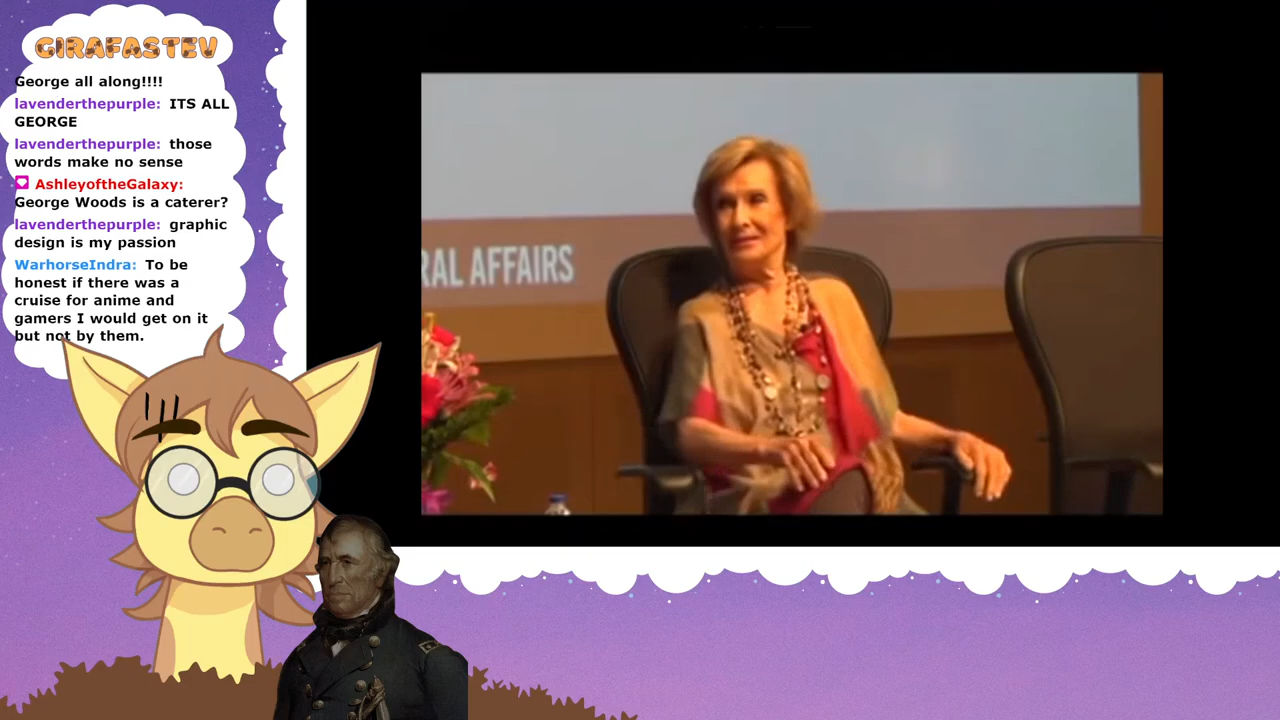 GIRAFASTEV
George all along!!!!
lavenderthepurple: ITS ALL
GEORGE
lavenderthepurple: those
words make no sense
AshleyoftheGalaxy:
George Woods is a caterer?
lavenderthepurple: graphic
design is my passion
WarhorseIndra: To be
honest if there was a
cruise for anime and
gamers I would get on it
but not by them.
RAL AFFAIRS